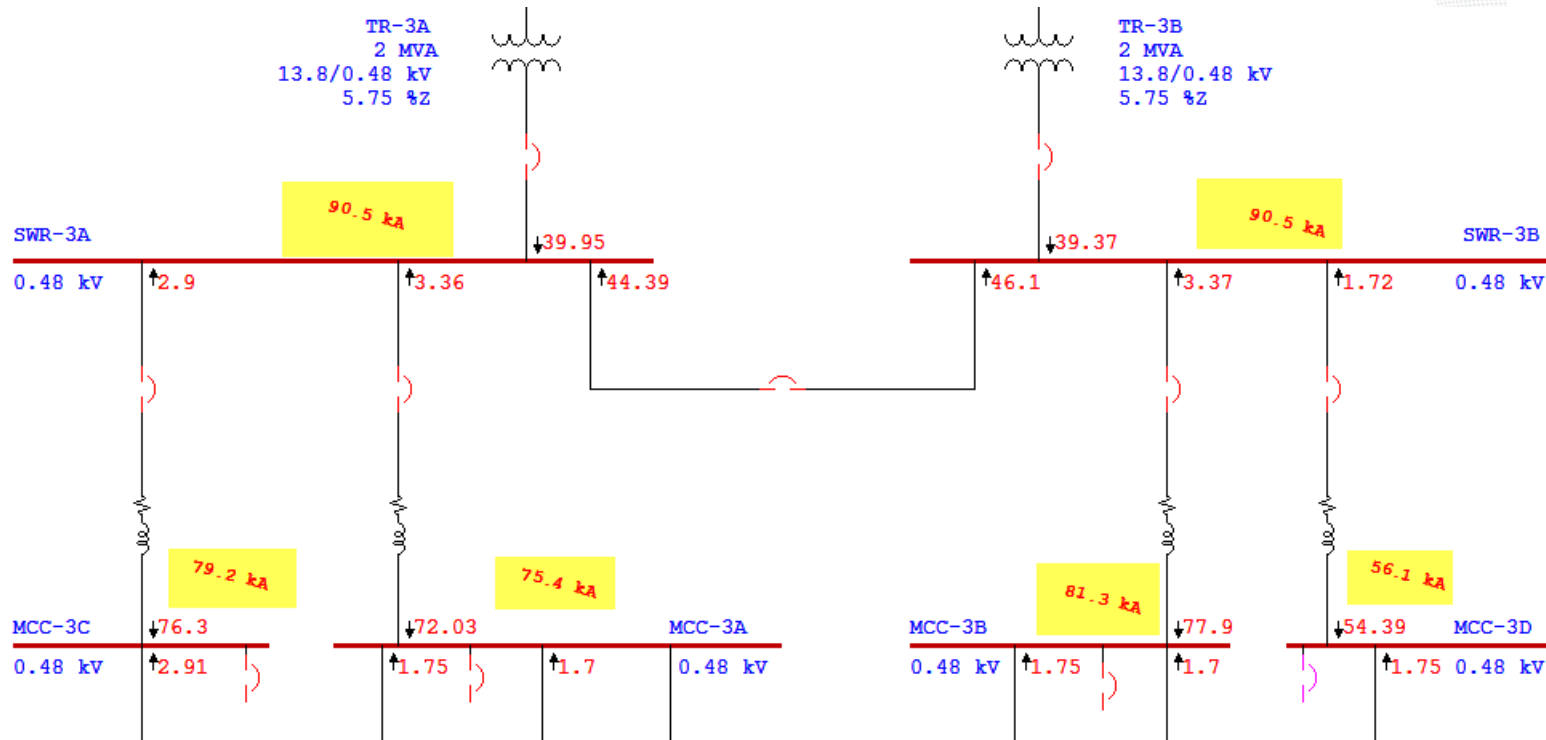 TR-3A
2 MVA
13.8/0.48 kV
5.75 %Z
TR-3B
2 MVA
13.8/0.48 kV
5.75 %Z
90.5 kA
90.5 kA
SWR-3A
39.95
39.37
SWR-3B
0.48 kV
2.9
3.36
44.39
46.1
3.37
1.72
0.48 kV
79.2 kA
75.4 kA
81.3 kA
56.1 kA
MCC-3C
76.3
72.03
MCC-3A
MCC-3B
77.9
54.39
MCC-3D
0.48 kV
2.91
1.75
1.7
0.48 kV
0.48 kV
1.75
1.7
1.75
0.48 kV